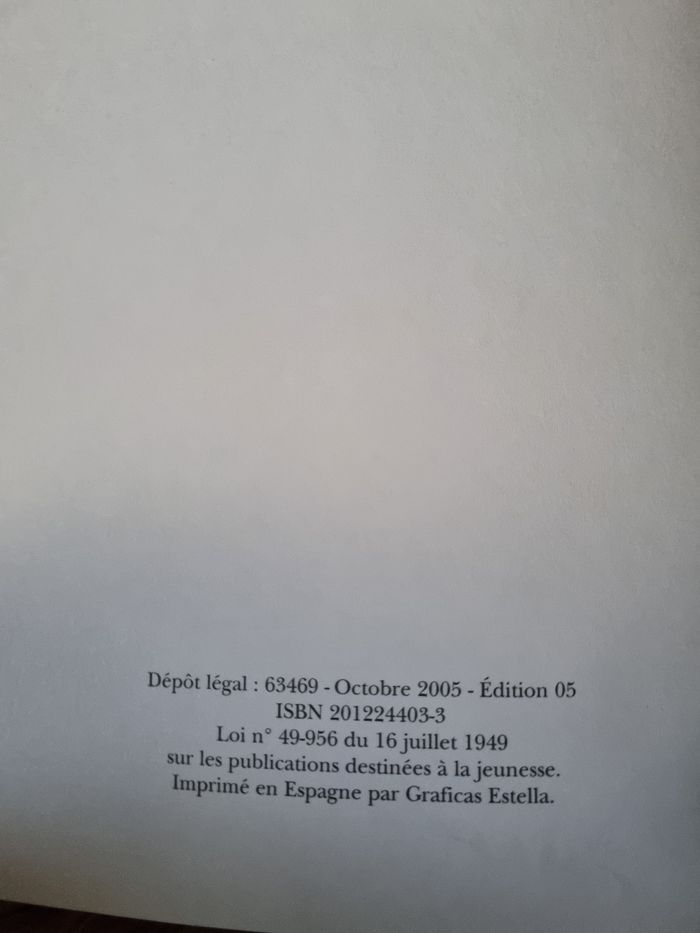 Dépôt légal : 63469 - Octobre 2005 - Édition 05
ISBN 201224403-3
Loi n° 49-956 du 16 juillet 1949
sur les publications destinées à la jeunesse.
Imprimé en Espagne par Graficas Estella.